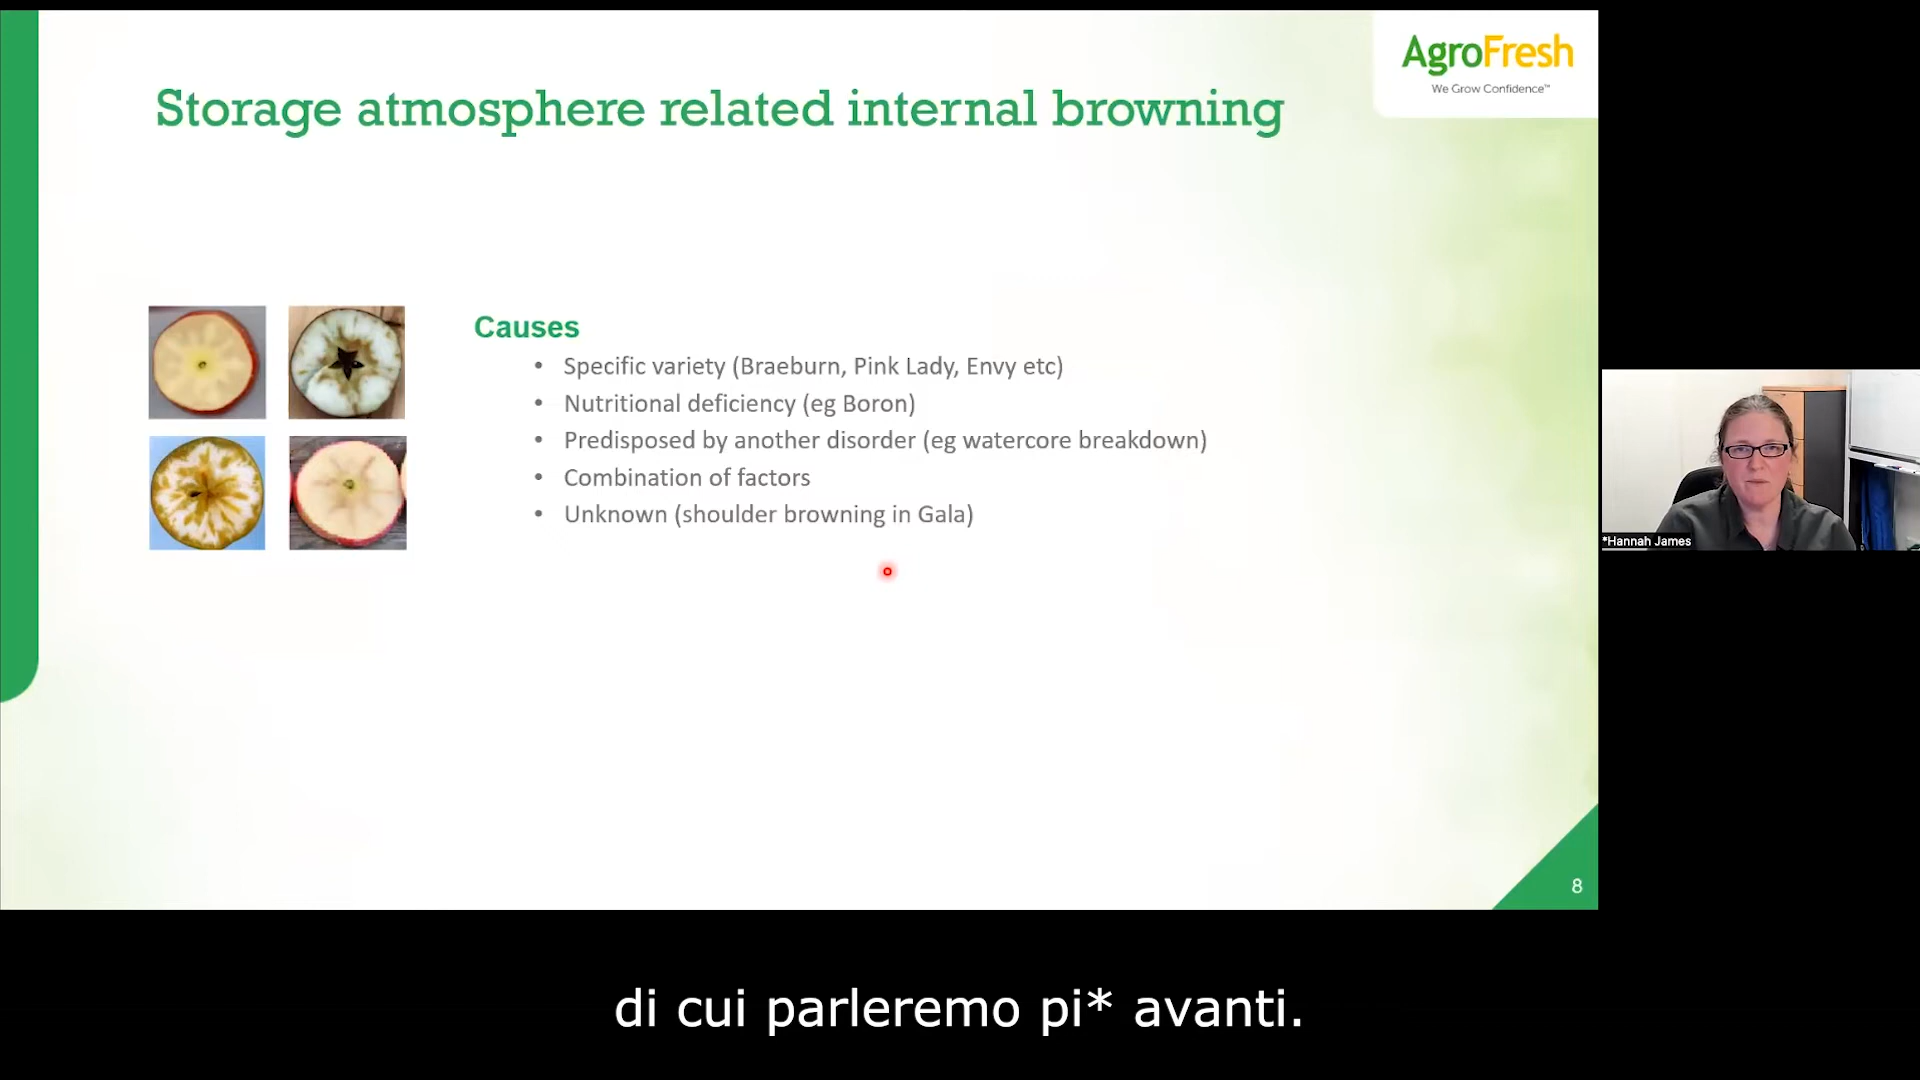 AgroFresh
We Grow Confidence™
Storage atmosphere related internal browning
Causes
• Specific variety (Braeburn, Pink Lady, Envy etc)
• Nutritional deficiency (eg Boron)
• Predisposed by another disorder (eg watercore breakdown)
• Combination of factors
• Unknown (shoulder browning in Gala)
*Hannah James
8
di cui parleremo pi* avanti.